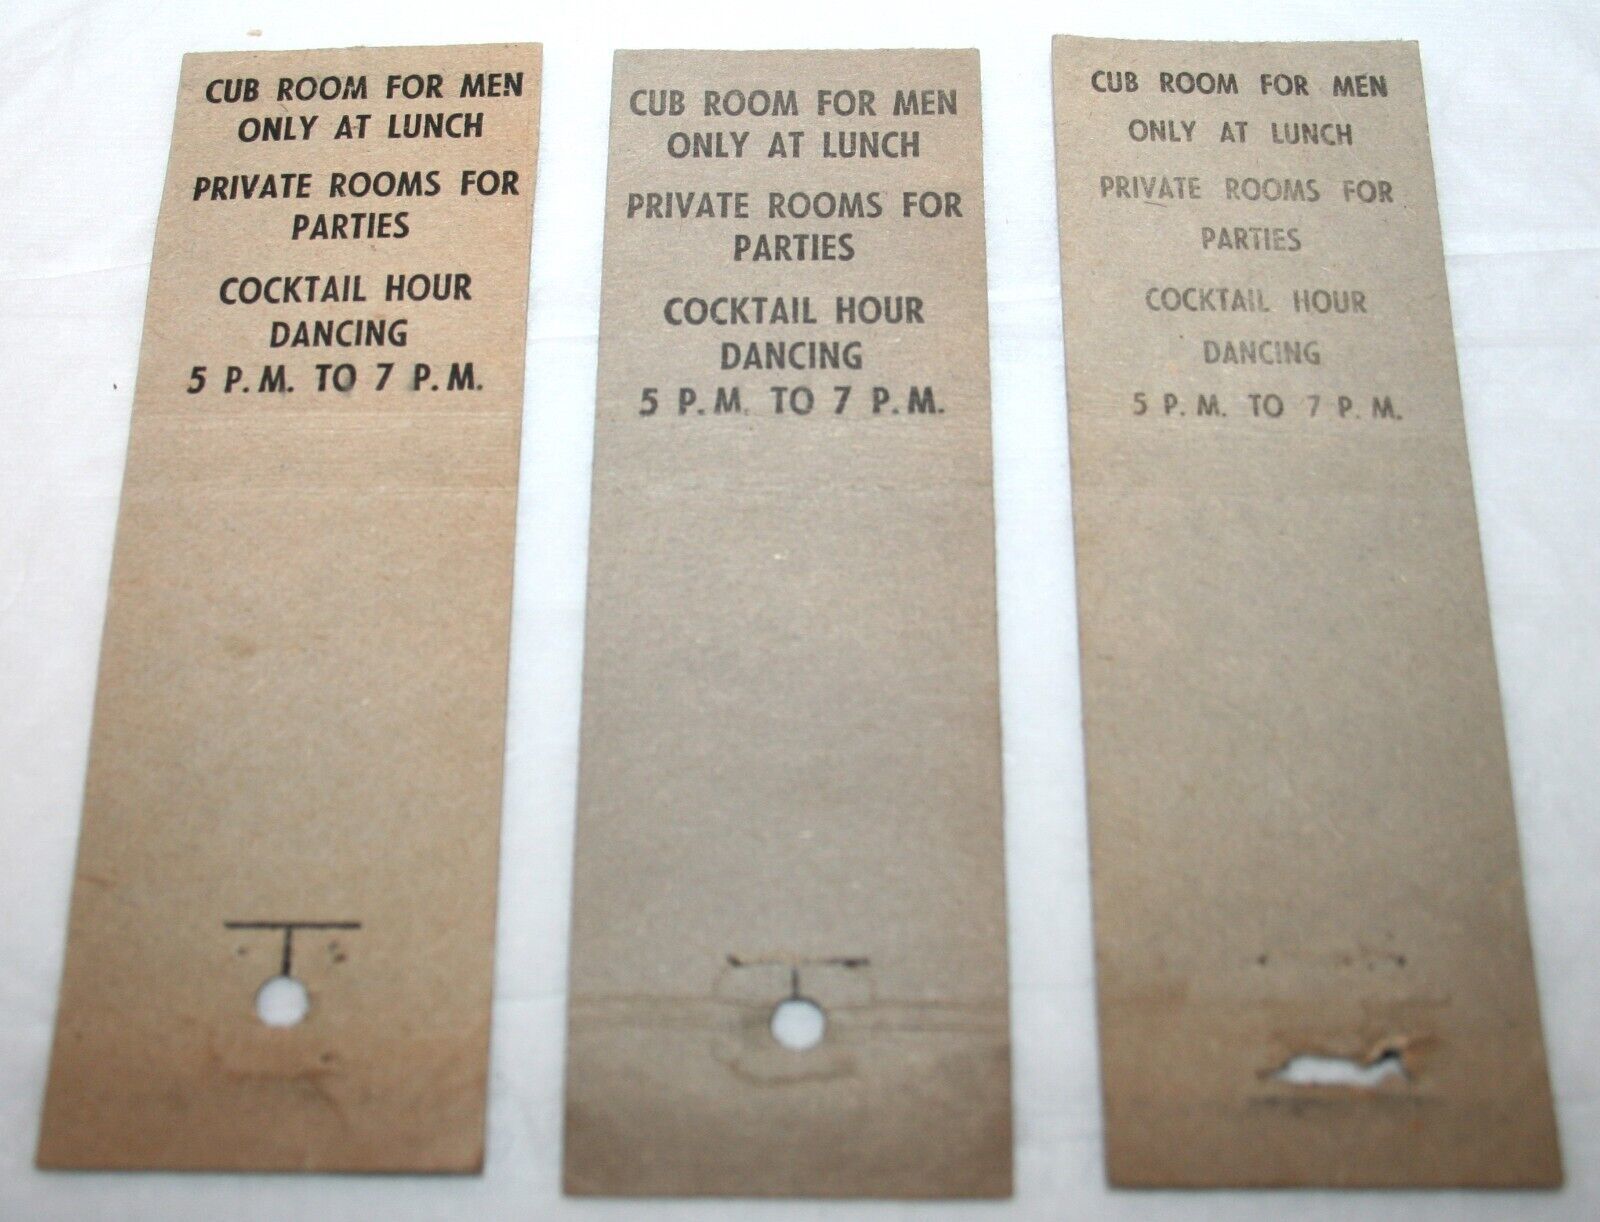 CUB ROOM FOR MEN
ONLY AT LUNCH
PRIVATE ROOMS FOR
PARTIES
COCKTAIL HOUR
DANCING
5 P.M. TO 7 P.M.
CUB ROOM FOR MEN
ONLY AT LUNCH
PRIVATE ROOMS FOR
PARTIES
COCKTAIL HOUR
DANCING
5 P.M. TO 7 P.M.
CUB ROOM FOR MEN
ONLY AT LUNCH
PRIVATE ROOMS FOR
PARTIES
COCKTAIL HOUR
DANCING
5 P.M. TO 7 P.M.